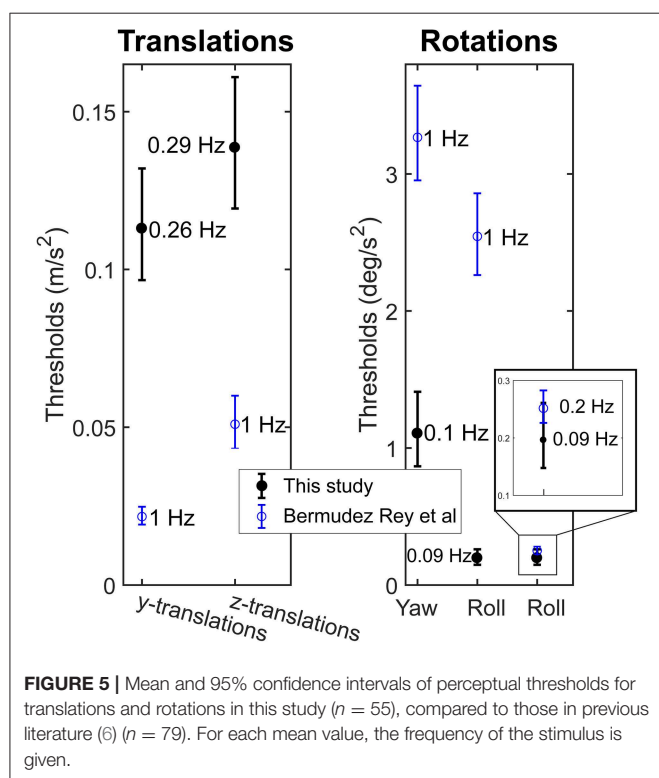 Translations
Rotations
0.15
0.1
0.05
0
Thresholds (m/s²)
0.29 Hz
0.26 Hz
1 Hz
1 Hz
y-translations
z-translations
3
2
1
0
Thresholds (deg/s²)
1 Hz
1 Hz
0.1 Hz
0.09 Hz
0.3
0.2
0.1
0.2 Hz
0.09 Hz
This study
Bermudez Rey et al
Yaw
Roll
Roll
FIGURE 5 | Mean and 95% confidence intervals of perceptual thresholds for
translations and rotations in this study (n = 55), compared to those in previous
literature (6) (n = 79). For each mean value, the frequency of the stimulus is
given.